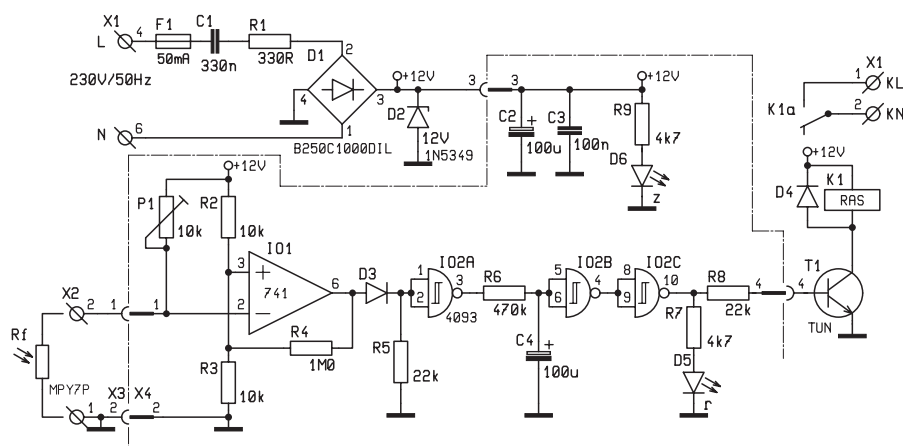 X1
F1
C1
R1
L
4
50mA
330n
330R
D1
2
230V/50Hz
4
3
+12V
3
3
+12V
X1
1
KL
K1a
2
KN
N
6
1
B250C1000DIL
D2
12V
1N5349
C2
+
100u
C3
100n
R9
4k7
D6
z
+12V
P1
10k
R2
10k
IO1
3
+
741
2
–
6
D3
1
2
IO2A
3
4093
R6
470k
5
6
IO2B
4
8
9
IO2C
10
R8
22k
4
4
4
+12V
D4
K1
RAS
T1
TUN
X2
2
1
1
Rf
MPY7P
R4
1M0
R5
22k
C4
+
100u
R7
4k7
D5
r
R3
10k
1
X3
X4
2
2